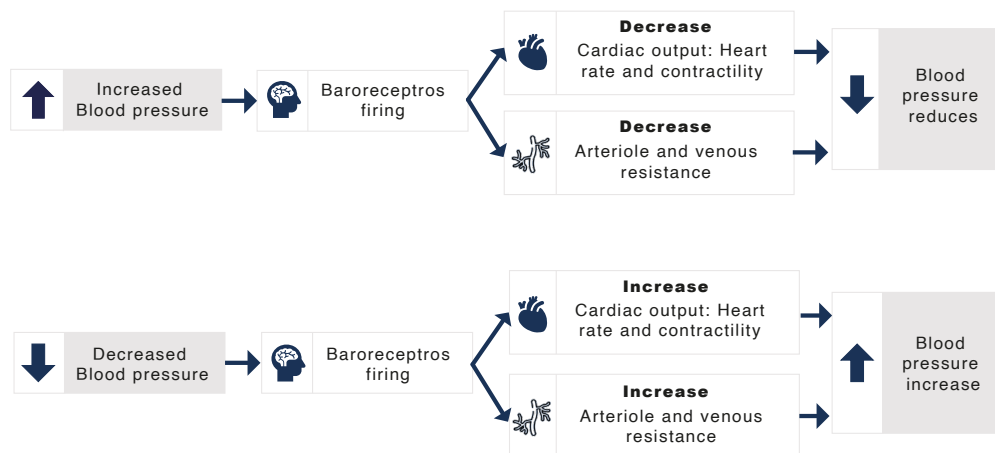 Increased
Blood pressure
Baroreceptros
firing
Decrease
Cardiac output: Heart
rate and contractility
Decrease
Arteriole and venous
resistance
Blood
pressure
reduces
Decreased
Blood pressure
Baroreceptros
firing
Increase
Cardiac output: Heart
rate and contractility
Increase
Arteriole and venous
resistance
Blood
pressure
increase